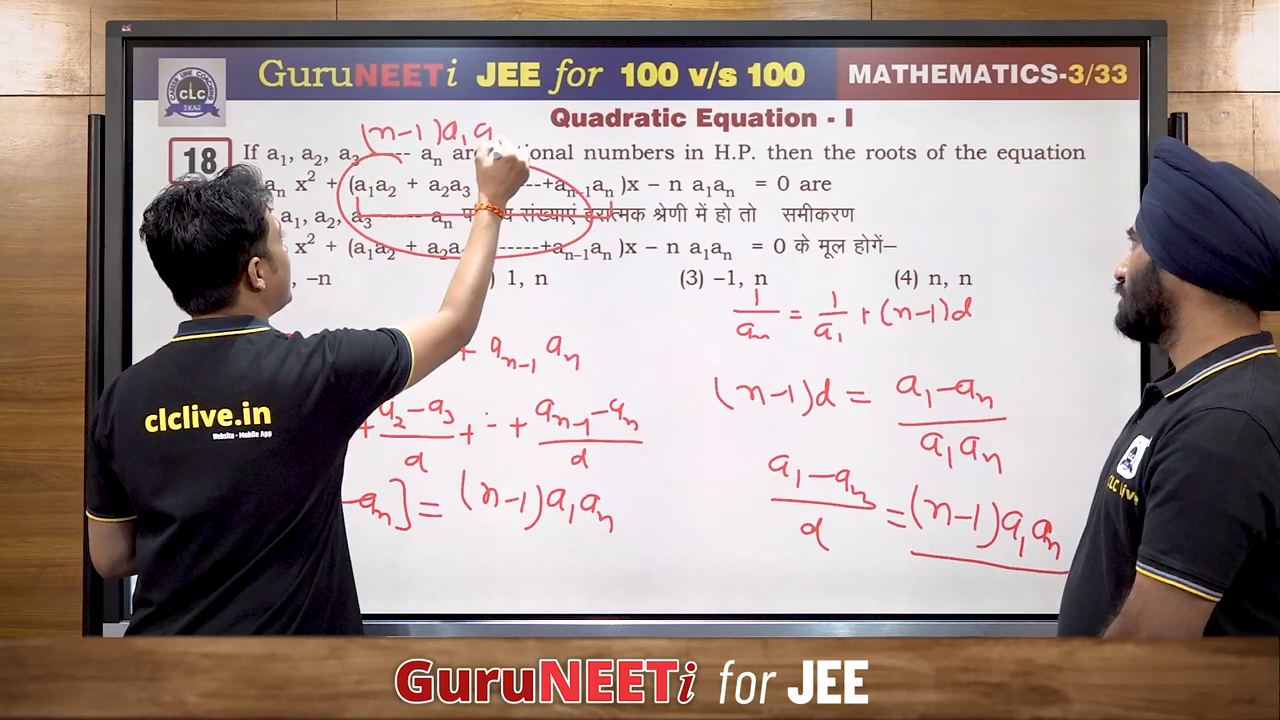 GuruNEETi JEE for 100 v/s 100
MATHEMATICS-3/33
CLC
SIKAR
Quadratic Equation - I
(n-1)a₁a
18 If a₁, a₂, a₃ ---- aₙ are rational numbers in H.P. then the roots of the equation
aₙ x² + (a₁a₂ + a₂a₃ ----+aₙ₋₁aₙ )x – n a₁aₙ = 0 are
a₁, a₂, a₃-------- aₙ संख्याएं हरात्मक श्रेणी में हो तो समीकरण
x² + (a₁a₂ + a₂a -----+aₙ₋₁aₙ )x – n a₁aₙ = 0 के मूल होगें–
, –n ) 1, n (3) –1, n (4) n, n
1/aₙ = 1/a₁ + (n-1)d
+ aₙ₋₁ aₙ
(n-1)d = (a₁-aₙ)/(a₁aₙ)
+ (a₂-a₃)/d + -- + (aₙ₋₁-aₙ)/d
(a₁-aₙ)/d = (n-1)a₁aₙ
-aₙ] = (n-1)a₁aₙ
clclive.in
Website - Mobile App
GuruNEETi for JEE